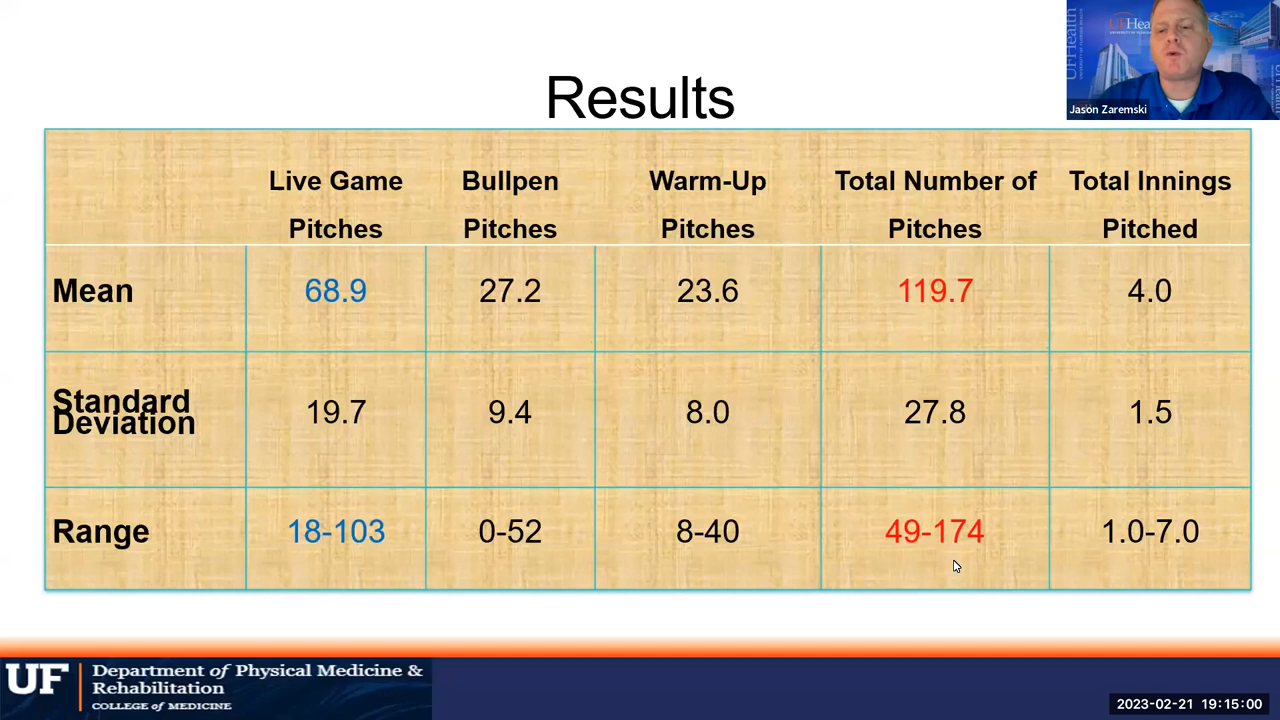 UFHea
UFHealth
Jason Zaremski
Results
Live Game Pitches
Bullpen Pitches
Warm-Up Pitches
Total Number of Pitches
Total Innings Pitched
Mean 68.9 27.2 23.6 119.7 4.0
Standard Deviation 19.7 9.4 8.0 27.8 1.5
Range 18-103 0-52 8-40 49-174 1.0-7.0
UF
Department of Physical Medicine &
Rehabilitation
COLLEGE of MEDICINE
2023-02-21 19:15:00